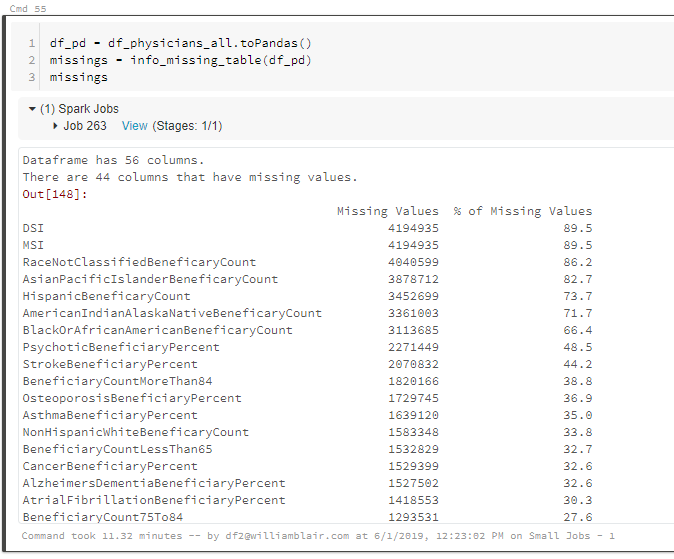 Cmd 55
1 df_pd = df_physicians_all.toPandas()
2 missings = info_missing_table(df_pd)
3 missings
(1) Spark Jobs
Job 263 View (Stages: 1/1)
Dataframe has 56 columns.
There are 44 columns that have missing values.
Out[148]:
Missing Values % of Missing Values
DSI 4194935 89.5
MSI 4194935 89.5
RaceNotClassifiedBeneficaryCount 4040599 86.2
AsianPacificIslanderBeneficaryCount 3878712 82.7
HispanicBeneficaryCount 3452699 73.7
AmericanIndianAlaskaNativeBeneficaryCount 3361003 71.7
BlackOrAfricanAmericanBeneficaryCount 3113685 66.4
PsychoticBeneficiaryPercent 2271449 48.5
StrokeBeneficiaryPercent 2070832 44.2
BeneficiaryCountMoreThan84 1820166 38.8
OsteoporosisBeneficiaryPercent 1729745 36.9
AsthmaBeneficiaryPercent 1639120 35.0
NonHispanicWhiteBeneficaryCount 1583348 33.8
BeneficiaryCountLessThan65 1532829 32.7
CancerBeneficiaryPercent 1529399 32.6
AlzheimersDementiaBeneficiaryPercent 1527502 32.6
AtrialFibrillationBeneficiaryPercent 1418553 30.3
BeneficiaryCount75To84 1293531 27.6
Command took 11.32 minutes -- by df2@williamblair.com at 6/1/2019, 12:23:02 PM on Small Jobs - 1